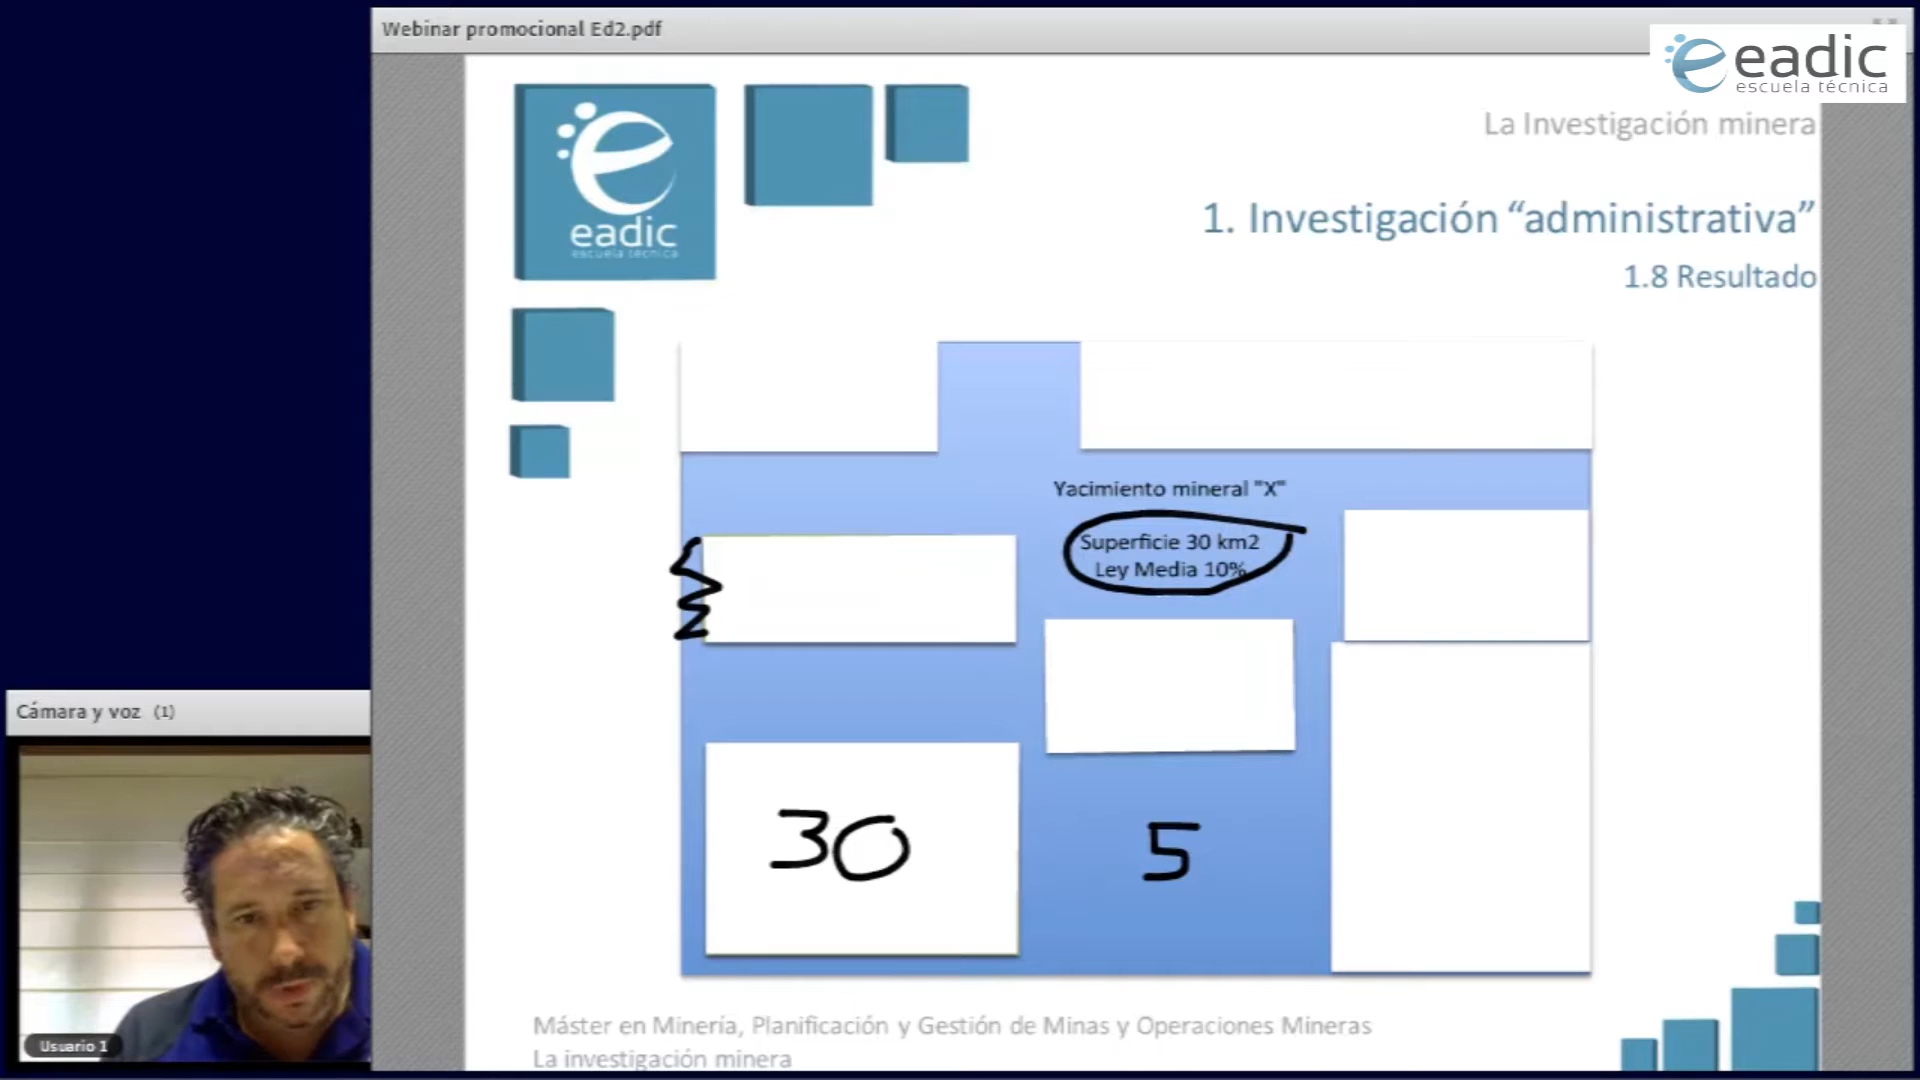 Webinar promocional Ed2.pdf
eadic
escuela técnica
La Investigación minera
eadic
escuela técnica
1. Investigación “administrativa”
1.8 Resultado
Yacimiento mineral "X"
Superficie 30 km2
Ley Media 10%
30
5
Cámara y voz (1)
Usuario 1
Máster en Minería, Planificación y Gestión de Minas y Operaciones Mineras
La investigación minera